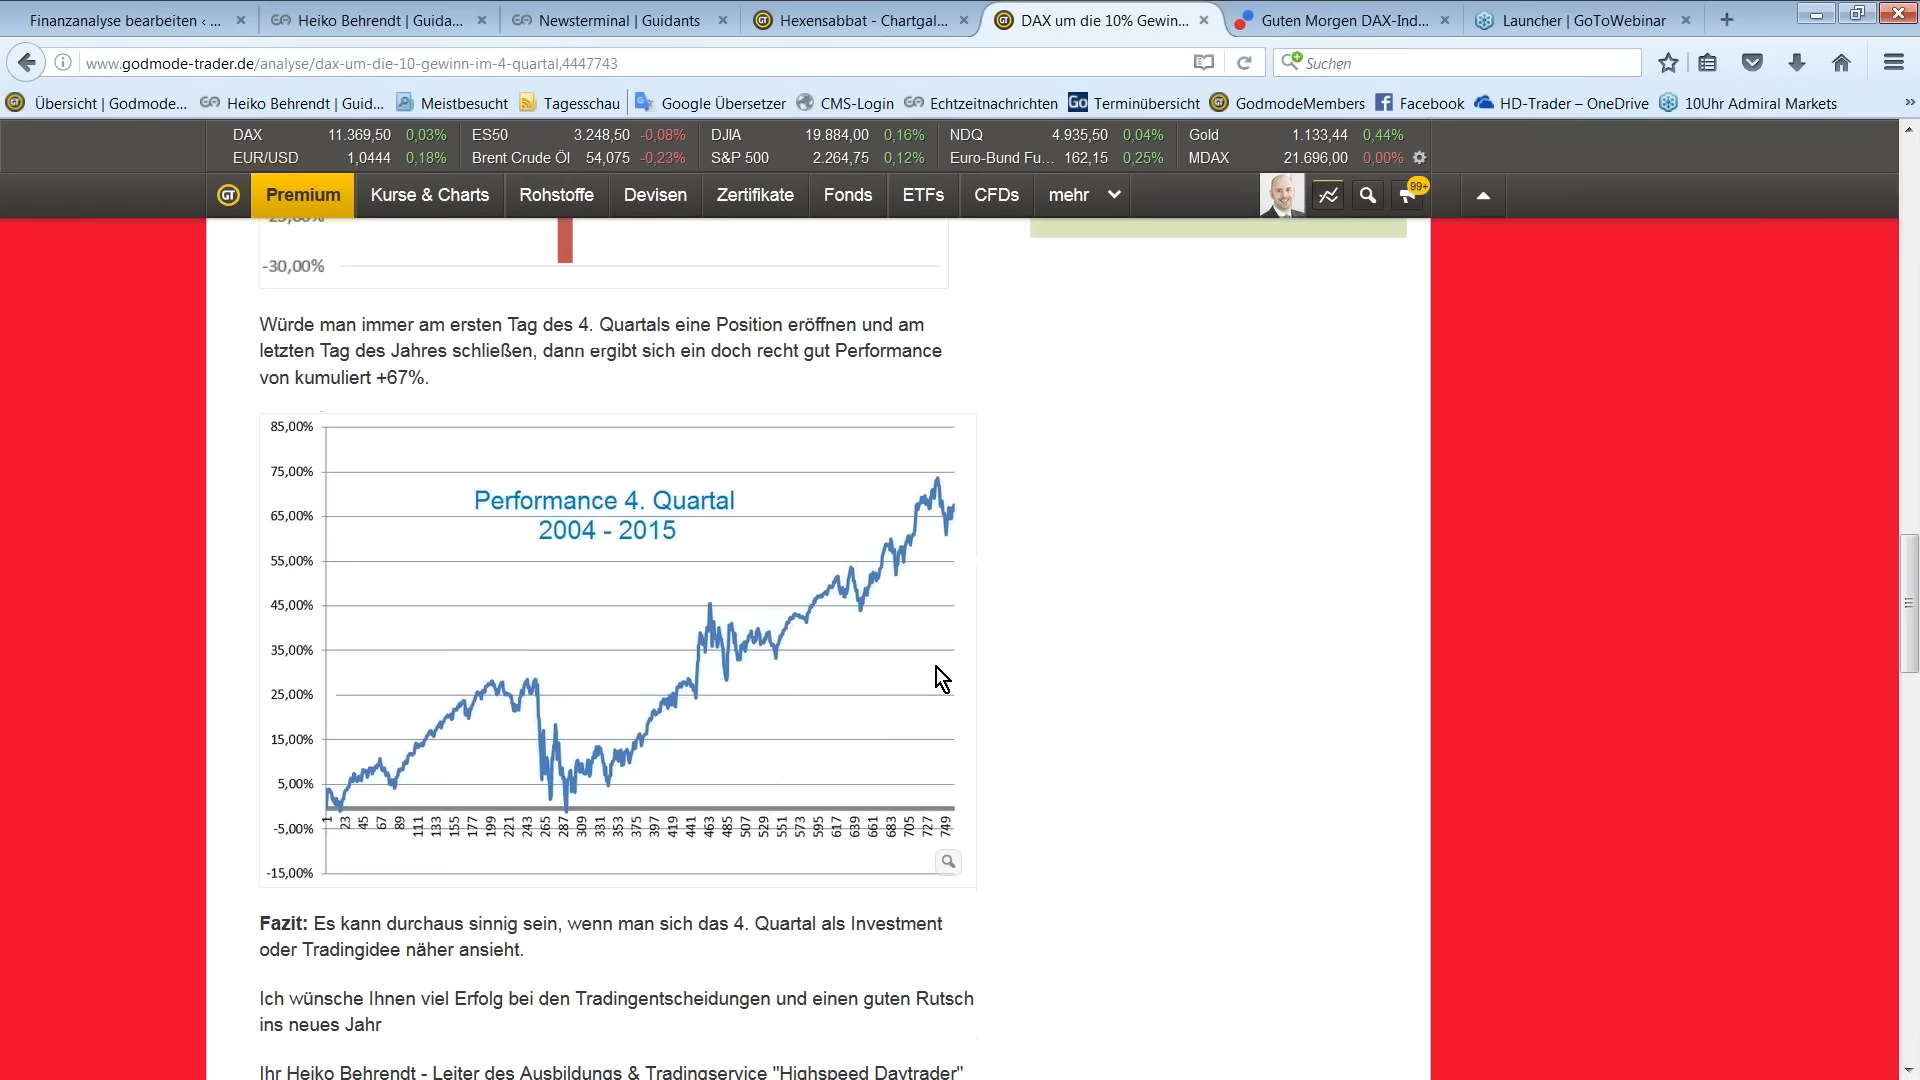 Finanzanalyse bearbeiten ‹ ...
Heiko Behrendt | Guida...
Newsterminal | Guidants
Hexensabbat - Chartgal...
DAX um die 10% Gewin...
Guten Morgen DAX-Ind...
Launcher | GoToWebinar
www.godmode-trader.de/analyse/dax-um-die-10-gewinn-im-4-quartal,4447743
Suchen
Übersicht | Godmode...
Heiko Behrendt | Guid...
Meistbesucht
Tagesschau
Google Übersetzer
CMS-Login
Echtzeitnachrichten
Go Terminübersicht
GodmodeMembers
Facebook
HD-Trader – OneDrive
10Uhr Admiral Markets
DAX 11.369,50 0,03% ES50 3.248,50 -0,08% DJIA 19.884,00 0,16% NDQ 4.935,50 0,04% Gold 1.133,44 0,44%
EUR/USD 1,0444 0,18% Brent Crude Öl 54,075 -0,23% S&P 500 2.264,75 0,12% Euro-Bund Fu... 162,15 0,25% MDAX 21.696,00 0,00%
GT Premium Kurse & Charts Rohstoffe Devisen Zertifikate Fonds ETFs CFDs mehr 99+
-30,00%
Würde man immer am ersten Tag des 4. Quartals eine Position eröffnen und am
letzten Tag des Jahres schließen, dann ergibt sich ein doch recht gut Performance
von kumuliert +67%.
85,00%
75,00%
Performance 4. Quartal
65,00%
2004 - 2015
55,00%
45,00%
35,00%
25,00%
15,00%
5,00%
-5,00%
1 23 45 67 89 111 133 155 177 199 221 243 265 287 309 331 353 375 397 419 441 463 485 507 529 551 573 595 617 639 661 683 705 727 749
-15,00%
Fazit: Es kann durchaus sinnig sein, wenn man sich das 4. Quartal als Investment
oder Tradingidee näher ansieht.
Ich wünsche Ihnen viel Erfolg bei den Tradingentscheidungen und einen guten Rutsch
ins neues Jahr
Ihr Heiko Behrendt - Leiter des Ausbildungs & Tradingservice "Highspeed Daytrader"